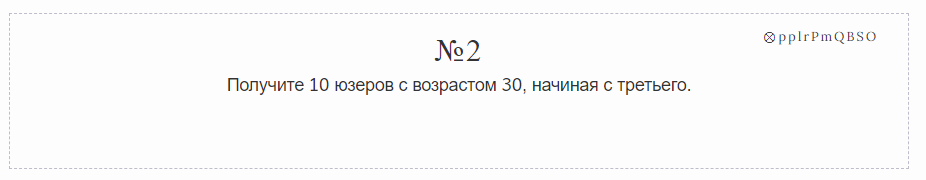 ⊗pplrPmQBSO
№2
Получите 10 юзеров с возрастом 30, начиная с третьего.